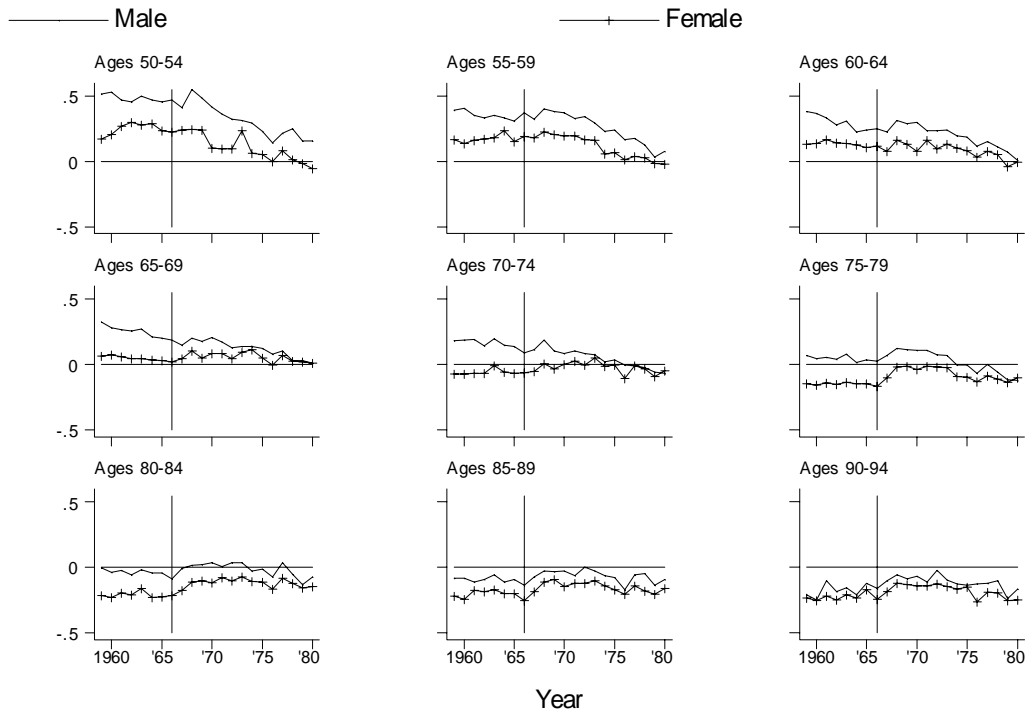 Male Female
Ages 50-54 Ages 55-59 Ages 60-64
.5
0
-.5
Ages 65-69 Ages 70-74 Ages 75-79
.5
0
-.5
Ages 80-84 Ages 85-89 Ages 90-94
.5
0
-.5
1960 '65 '70 '75 '80 1960 '65 '70 '75 '80 1960 '65 '70 '75 '80
Year